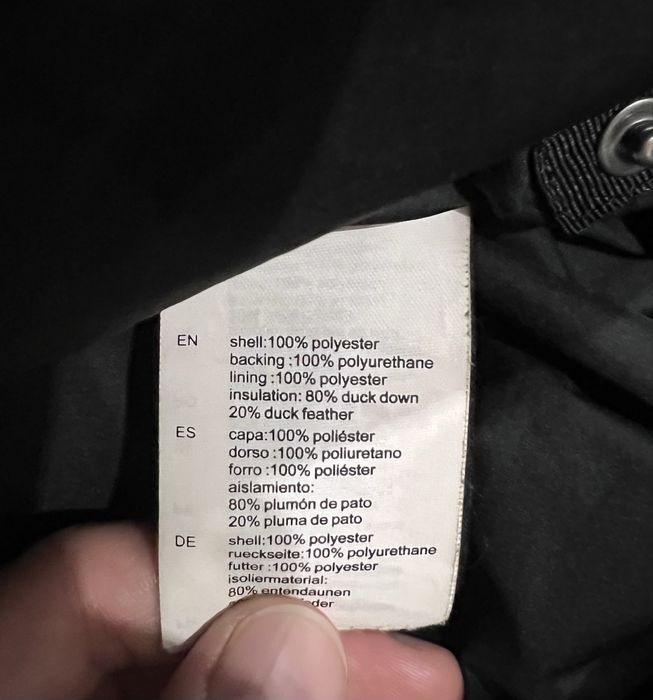 EN shell:100% polyester
backing :100% polyurethane
lining :100% polyester
insulation: 80% duck down
20% duck feather
ES capa:100% poliéster
dorso :100% poliuretano
forro :100% poliéster
aislamiento:
80% plumón de pato
20% pluma de pato
DE shell:100% polyester
rueckseite:100% polyurethane
futter :100% polyester
isoliermaterial:
80% entendaunen